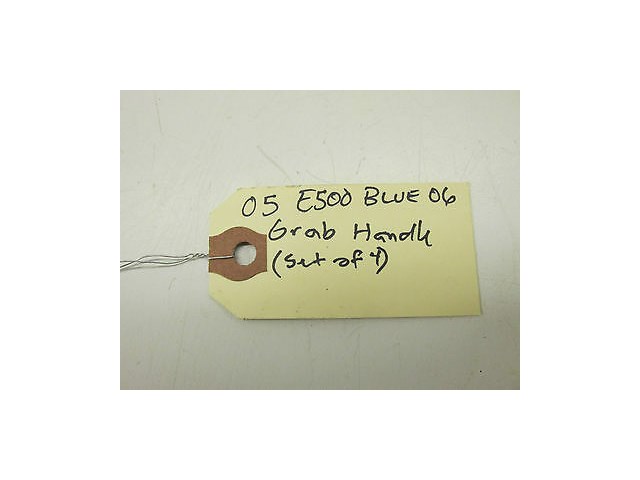 05 E500 BLUE 06
Grab Handle
(Set of 4)